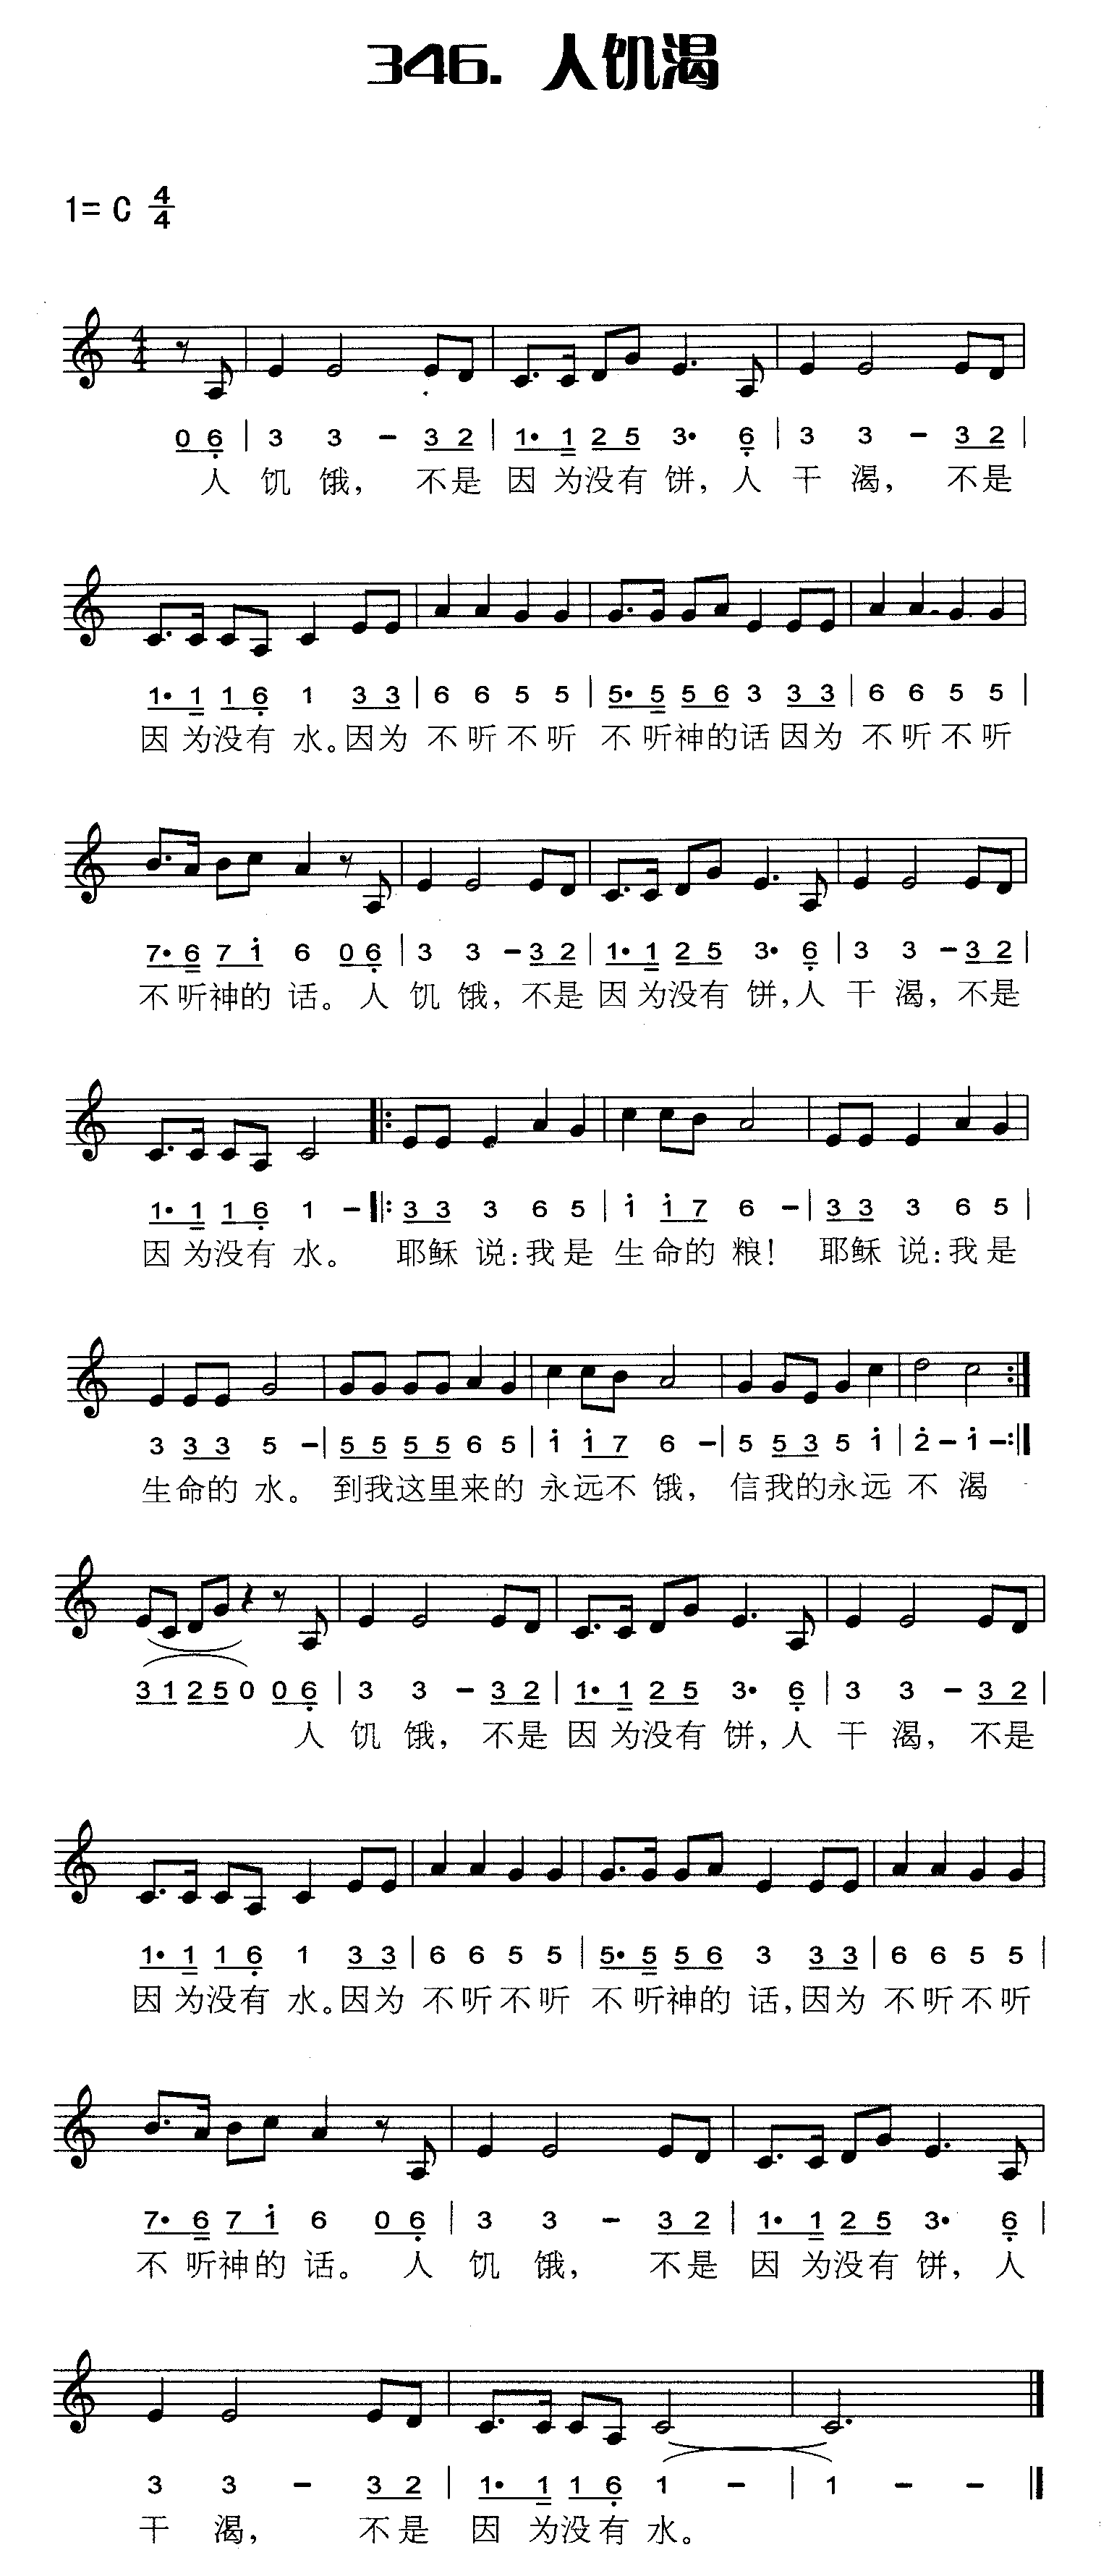 346. 人饥渴
1= C 4/4
0 6 | 3 3 - 3 2 | 1· 1 2 5 3· 6 | 3 3 - 3 2 |
人 饥 饿， 不是 因 为没有 饼，人 干 渴， 不是
1· 1 1 6 1 3 3 | 6 6 5 5 | 5· 5 5 6 3 3 3 | 6 6 5 5 |
因 为没有 水。因为 不听不听 不 听神的话因为 不听不听
7· 6 7 i 6 0 6 | 3 3 - 3 2 | 1· 1 2 5 3· 6 | 3 3 - 3 2 |
不 听神的 话。 人 饥 饿， 不是 因 为没有 饼，人 干 渴， 不是
1· 1 1 6 1 - |: 3 3 3 6 5 | i i 7 6 - | 3 3 3 6 5 |
因 为没有 水。 耶稣 说：我是 生 命的 粮！ 耶稣 说：我是
3 3 3 5 - | 5 5 5 5 6 5 | i i 7 6 - | 5 5 3 5 i | 2 - i - :|
生 命的 水。 到我这里来的 永远不 饿， 信我的永远 不 渴
3 1 2 5 0 0 6 | 3 3 - 3 2 | 1· 1 2 5 3· 6 | 3 3 - 3 2 |
人 饥 饿， 不是 因 为没有 饼，人 干 渴， 不是
1· 1 1 6 1 3 3 | 6 6 5 5 | 5· 5 5 6 3 3 3 | 6 6 5 5 |
因 为没有 水。因为 不听不听 不 听神的 话，因为 不听不听
7· 6 7 i 6 0 6 | 3 3 - 3 2 | 1· 1 2 5 3· 6 |
不 听神的 话。 人 饥 饿， 不是 因 为没有 饼， 人
3 3 - 3 2 | 1· 1 1 6 1 - | 1 - - |
干 渴， 不是 因 为没有 水。